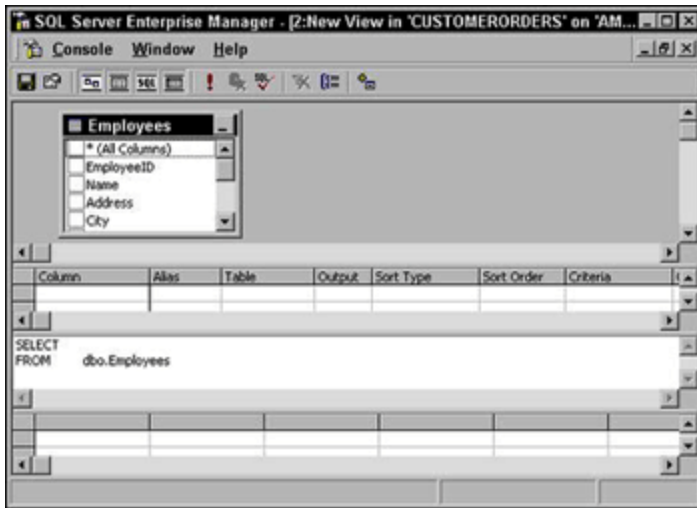 SQL Server Enterprise Manager - [2:New View in 'CUSTOMERORDERS' on 'AM...
Console Window Help
SQL
Employees
* (All Columns)
EmployeeID
Name
Address
City
Column Alias Table Output Sort Type Sort Order Criteria
SELECT
FROM dbo.Employees